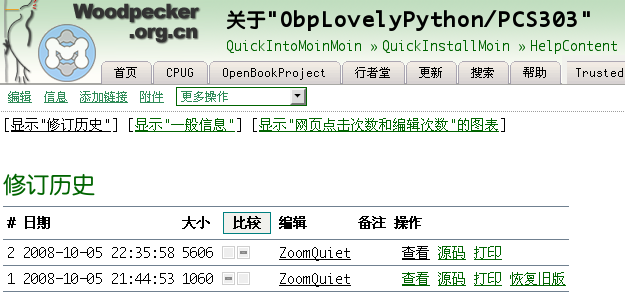 Woodpecker
.org.cn
关于"ObpLovelyPython/PCS303"
QuickIntoMoinMoin » QuickInstallMoin » HelpContent
首页 CPUG OpenBookProject 行者堂 更新 搜索 帮助 Trusted
编辑 信息 添加链接 附件 更多操作
[显示"修订历史"] [显示"一般信息"] [显示"网页点击次数和编辑次数"的图表]
修订历史
# 日期 大小 比较 编辑 备注 操作
2 2008-10-05 22:35:58 5606 ZoomQuiet 查看 源码 打印
1 2008-10-05 21:44:53 1060 ZoomQuiet 查看 源码 打印 恢复旧版